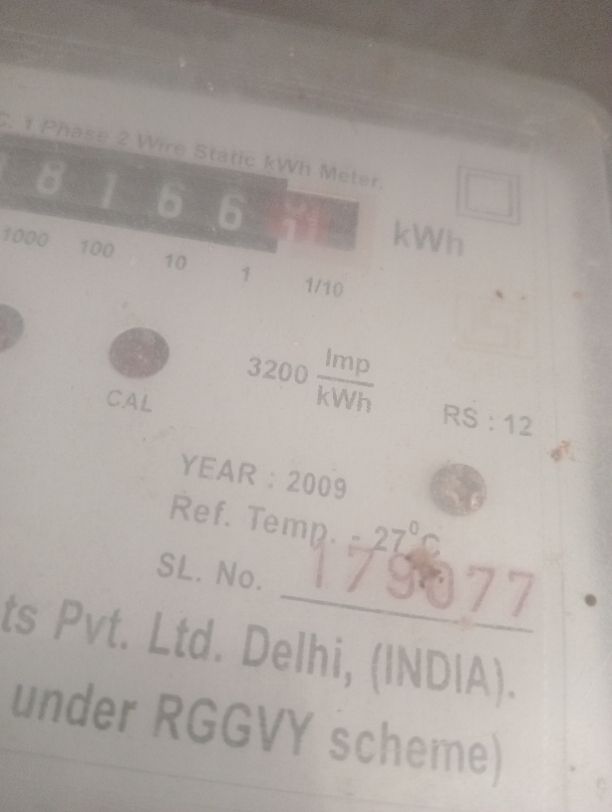 1 Phase 2 Wire Static kWh Meter.
8 1 6 6 kWh
1000 100 10 1 1/10
3200 Imp/kWh
CAL
RS : 12
YEAR : 2009
Ref. Temp. - 27°C
SL. No. 179077
ts Pvt. Ltd. Delhi, (INDIA).
under RGGVY scheme)